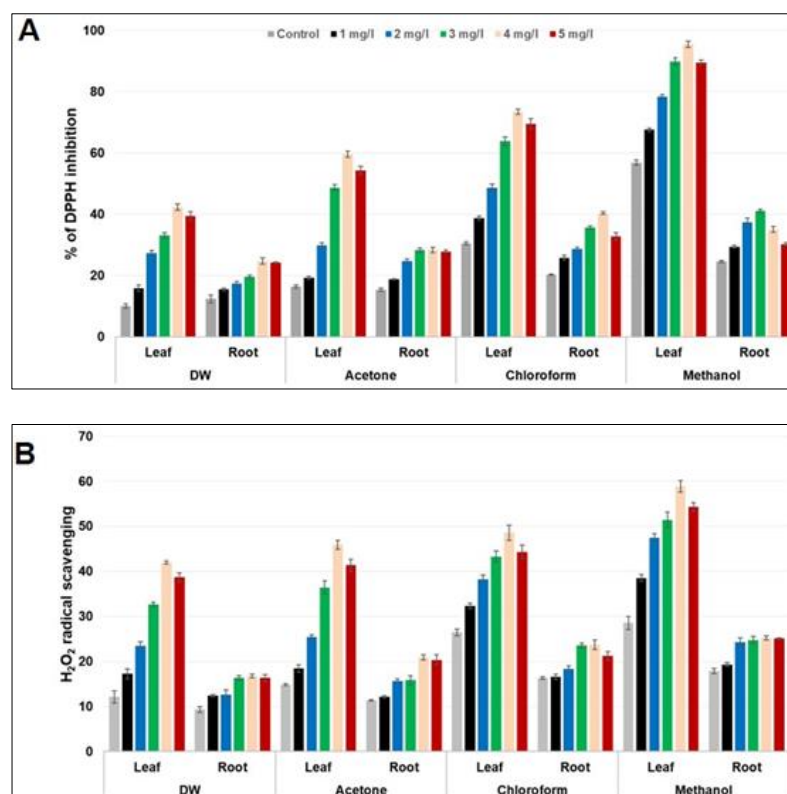 A
100
Control 1 mg/l 2 mg/l 3 mg/l 4 mg/l 5 mg/l
80
60
40
20
0
% of DPPH inhibition
Leaf Root Leaf Root Leaf Root Leaf Root
DW Acetone Chloroform Methanol
B
70
60
50
40
30
20
10
0
H₂O₂ radical scavenging
Leaf Root Leaf Root Leaf Root Leaf Root
DW Acetone Chloroform Methanol